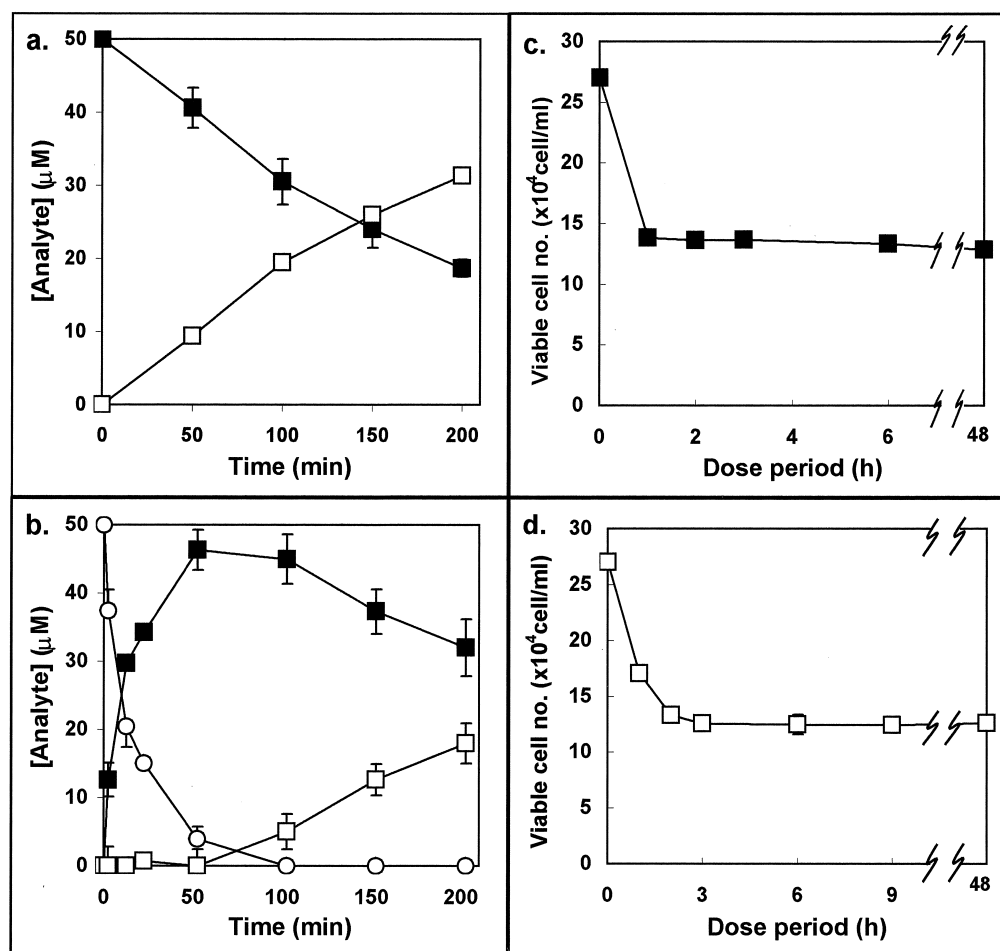 a.
50
40
30
20
10
0
[Analyte] (μM)
0 50 100 150 200
Time (min)
c.
30
25
20
15
10
5
0
Viable cell no. (x10⁴cell/ml)
0 2 4 6 48
Dose period (h)
b.
50
40
30
20
10
0
[Analyte] (μM)
0 50 100 150 200
Time (min)
d.
30
25
20
15
10
5
0
Viable cell no. (x10⁴cell/ml)
0 3 6 9 48
Dose period (h)